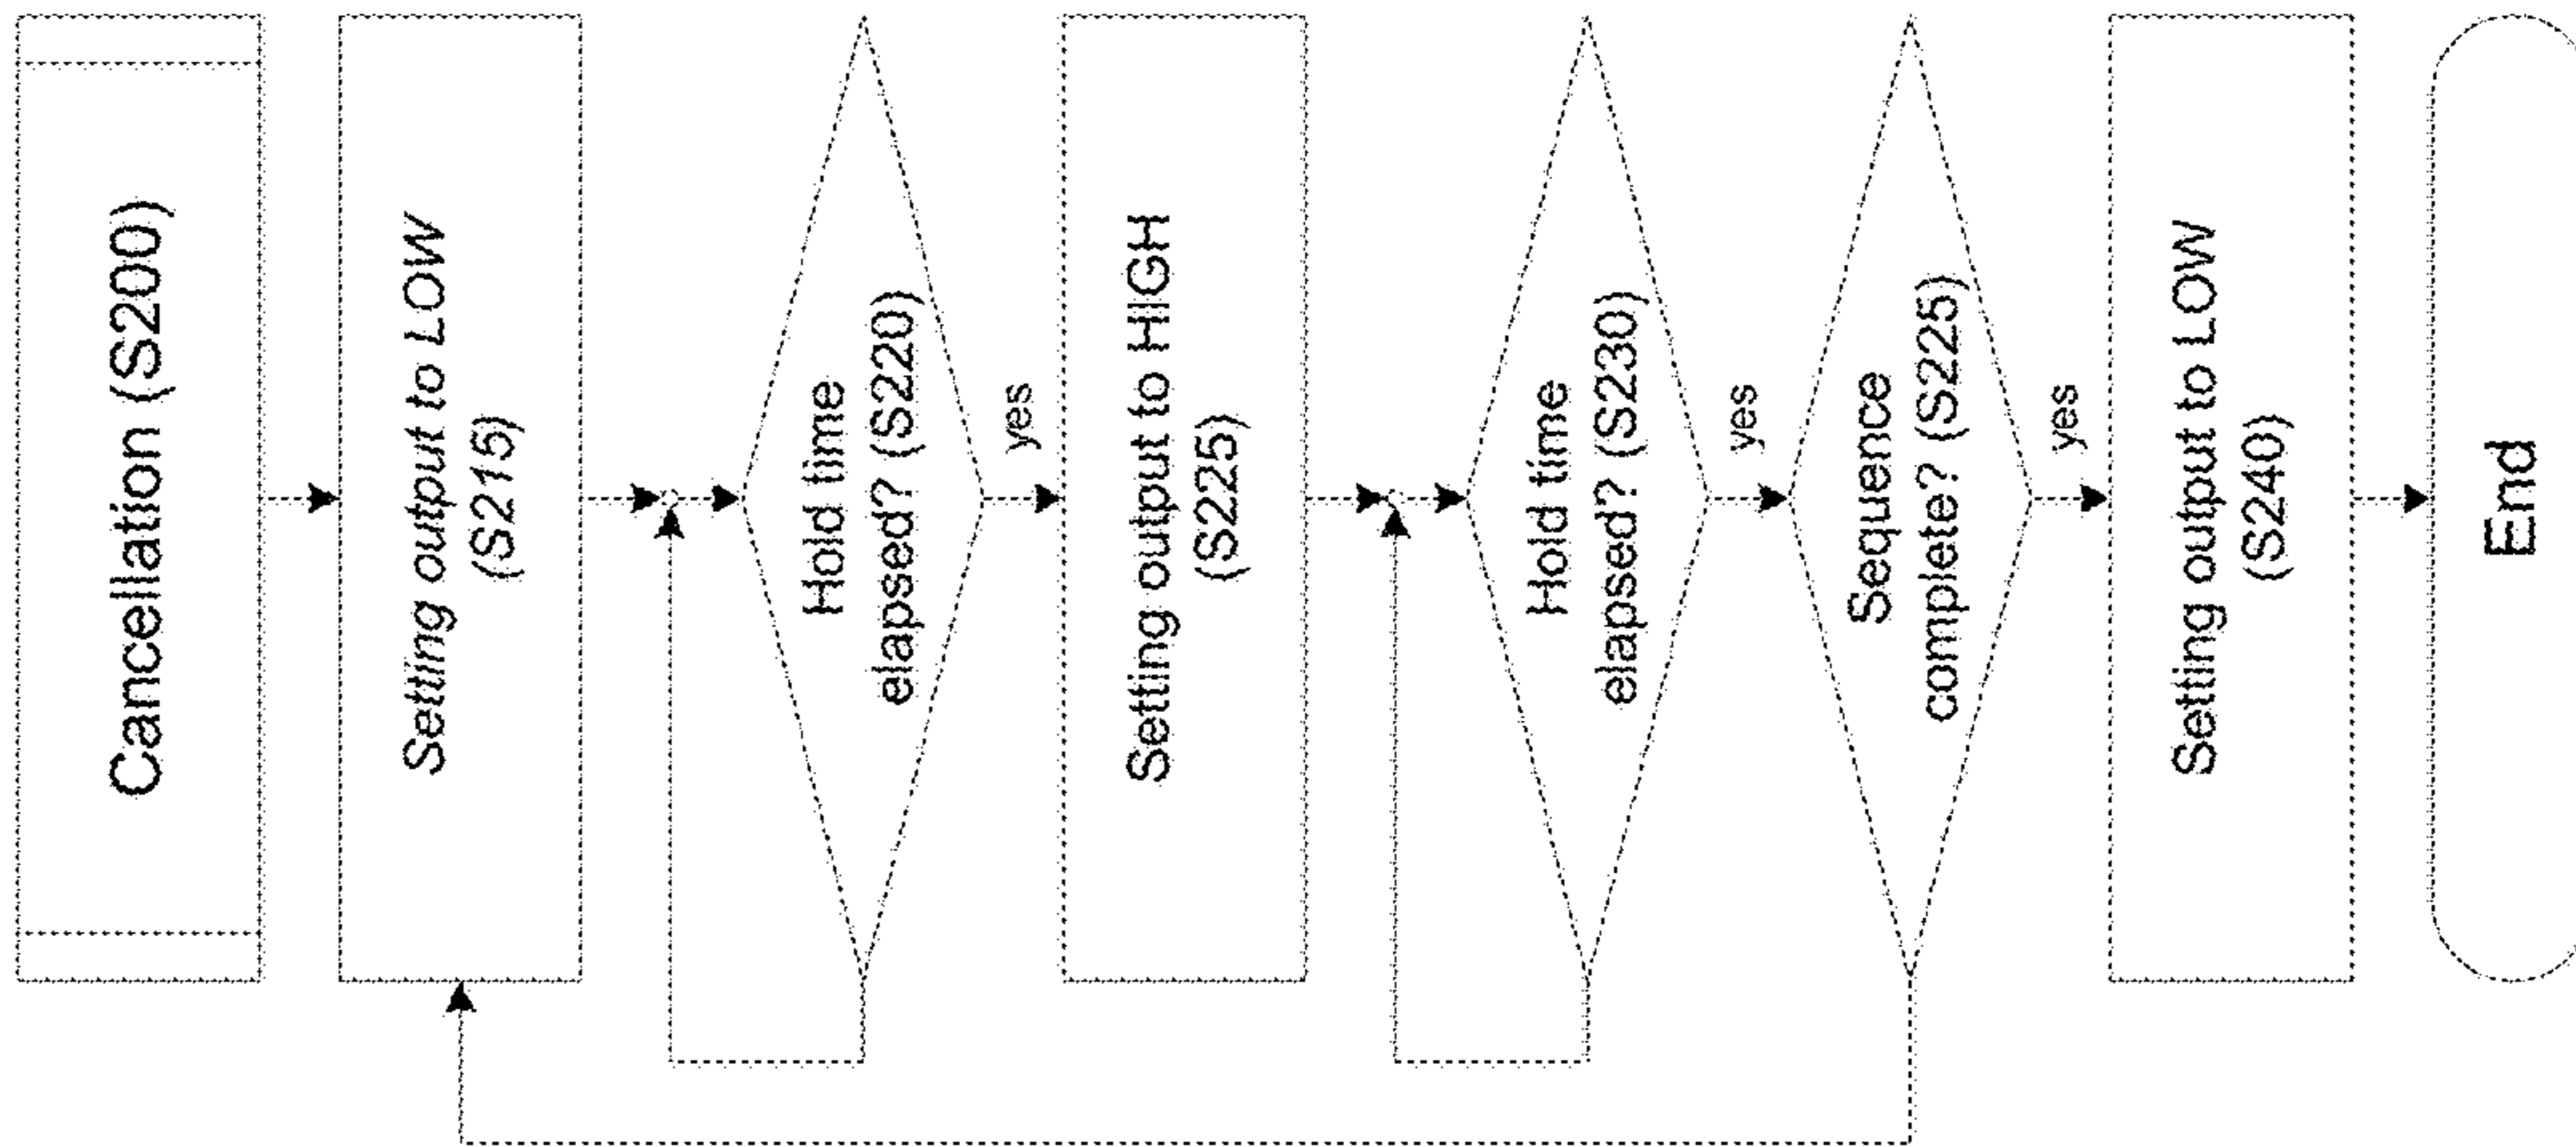 Cancellation (S200)
Setting output to LOW
(S215)
Hold time
elapsed? (S220)
yes
Setting output to HIGH
(S225)
Hold time
elapsed? (S230)
yes
Sequence
complete? (S225)
yes
Setting output to LOW
(S240)
End